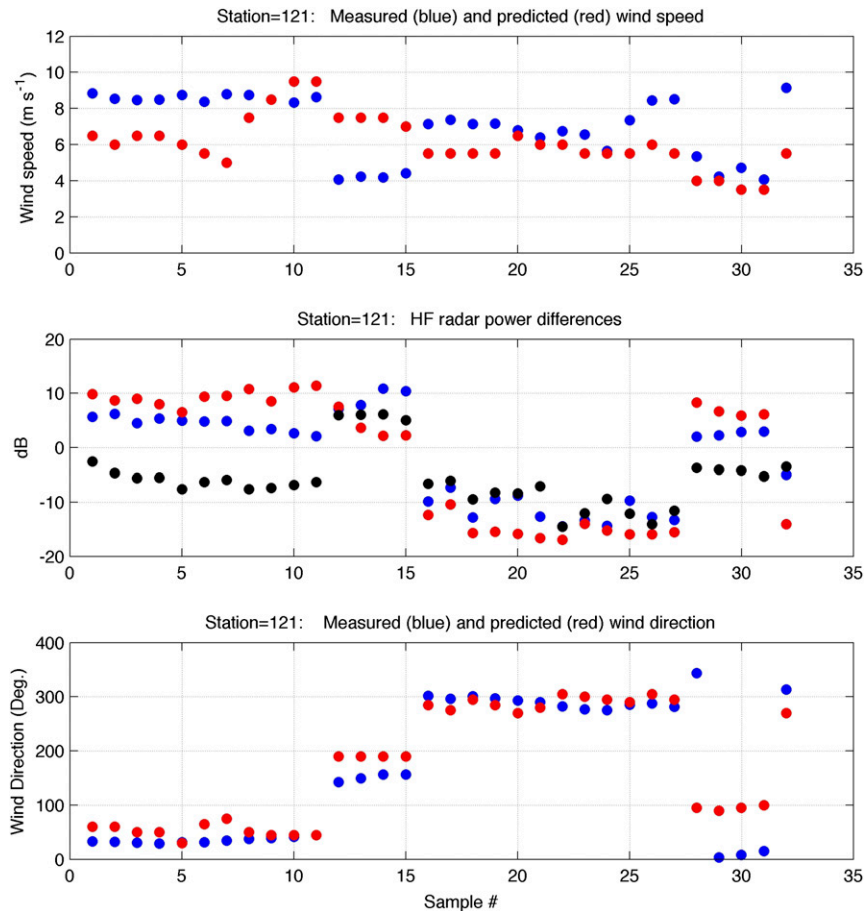 Station=121:   Measured (blue) and predicted (red) wind speed
12
10
8
6
4
2
0
Wind speed (m s⁻¹)
0 5 10 15 20 25 30 35
Station=121:   HF radar power differences
20
10
0
-10
-20
dB
0 5 10 15 20 25 30 35
Station=121:   Measured (blue) and predicted (red) wind direction
400
300
200
100
0
Wind Direction (Deg.)
0 5 10 15 20 25 30 35
Sample #